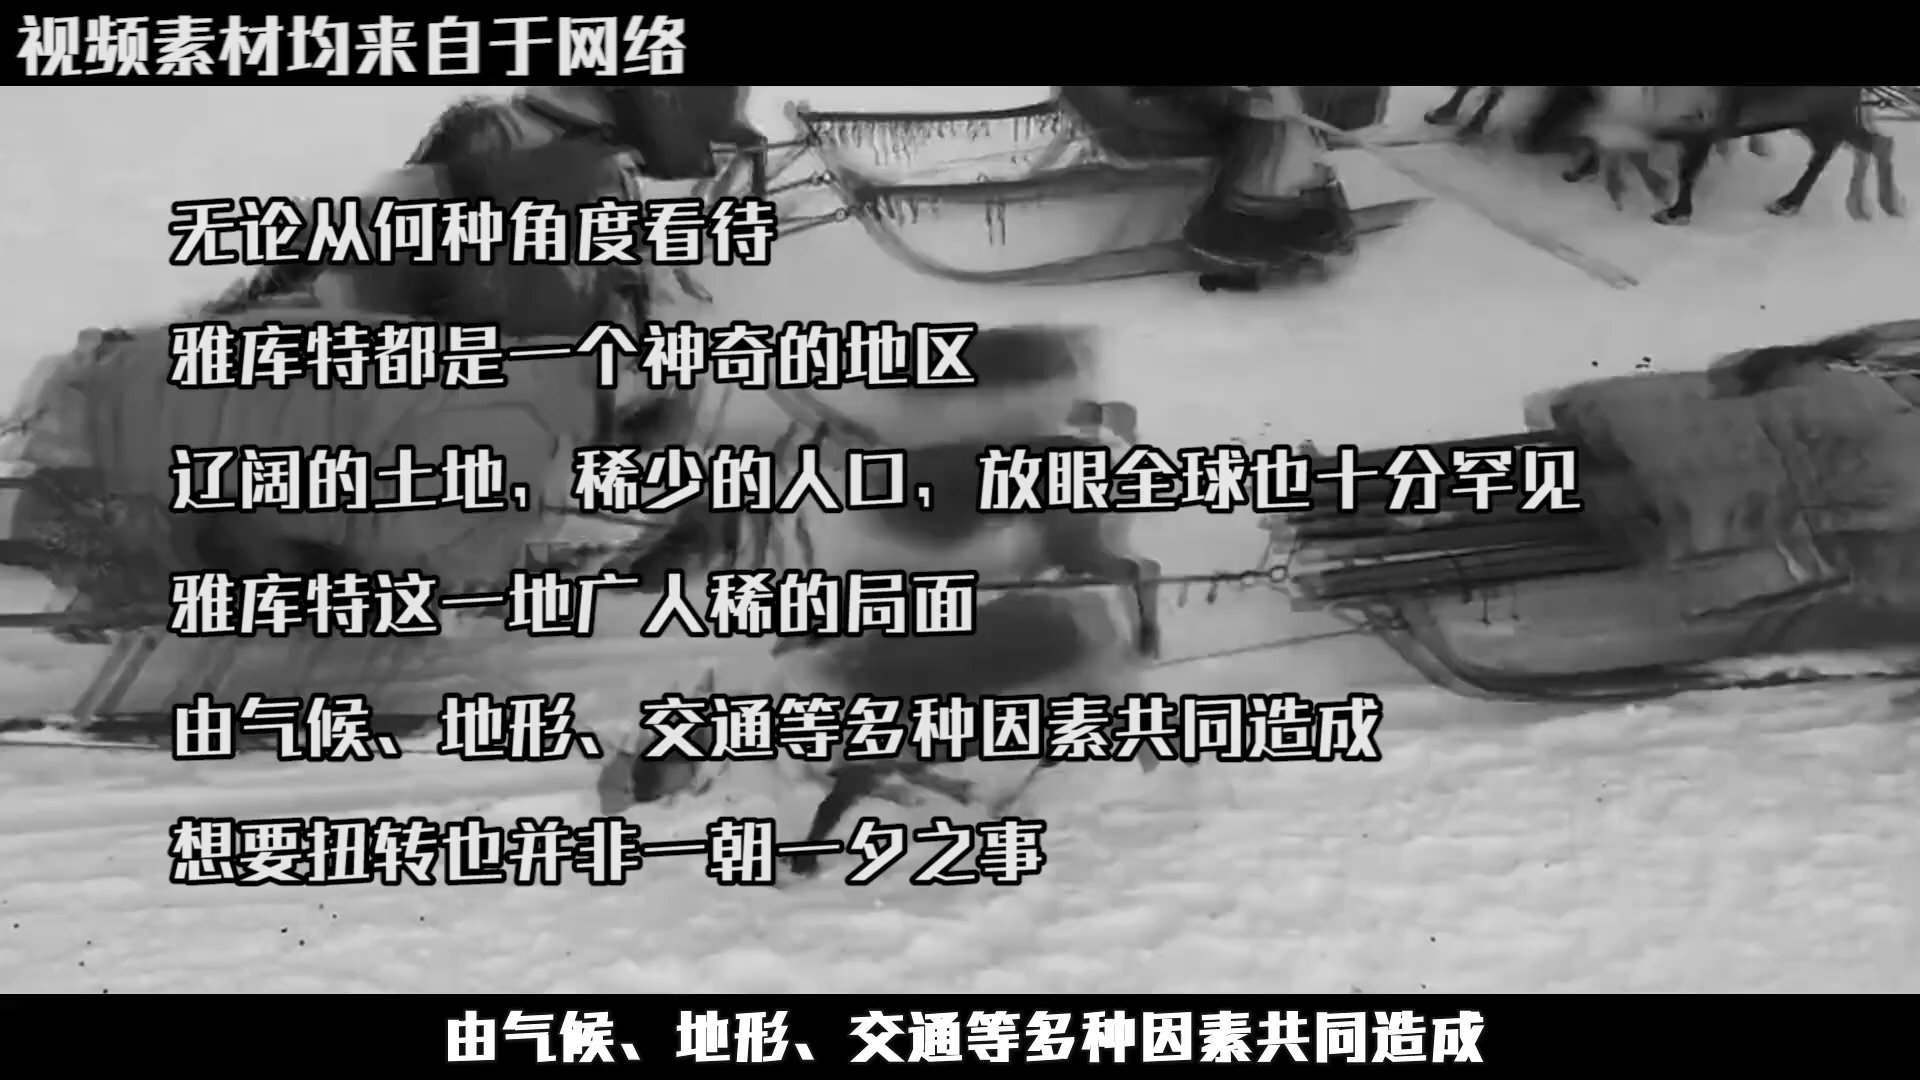 视频素材均来自于网络
无论从何种角度看待
雅库特都是一个神奇的地区
辽阔的土地，稀少的人口，放眼全球也十分罕见
雅库特这一地广人稀的局面
由气候、地形、交通等多种因素共同造成
想要扭转也并非一朝一夕之事
由气候、地形、交通等多种因素共同造成